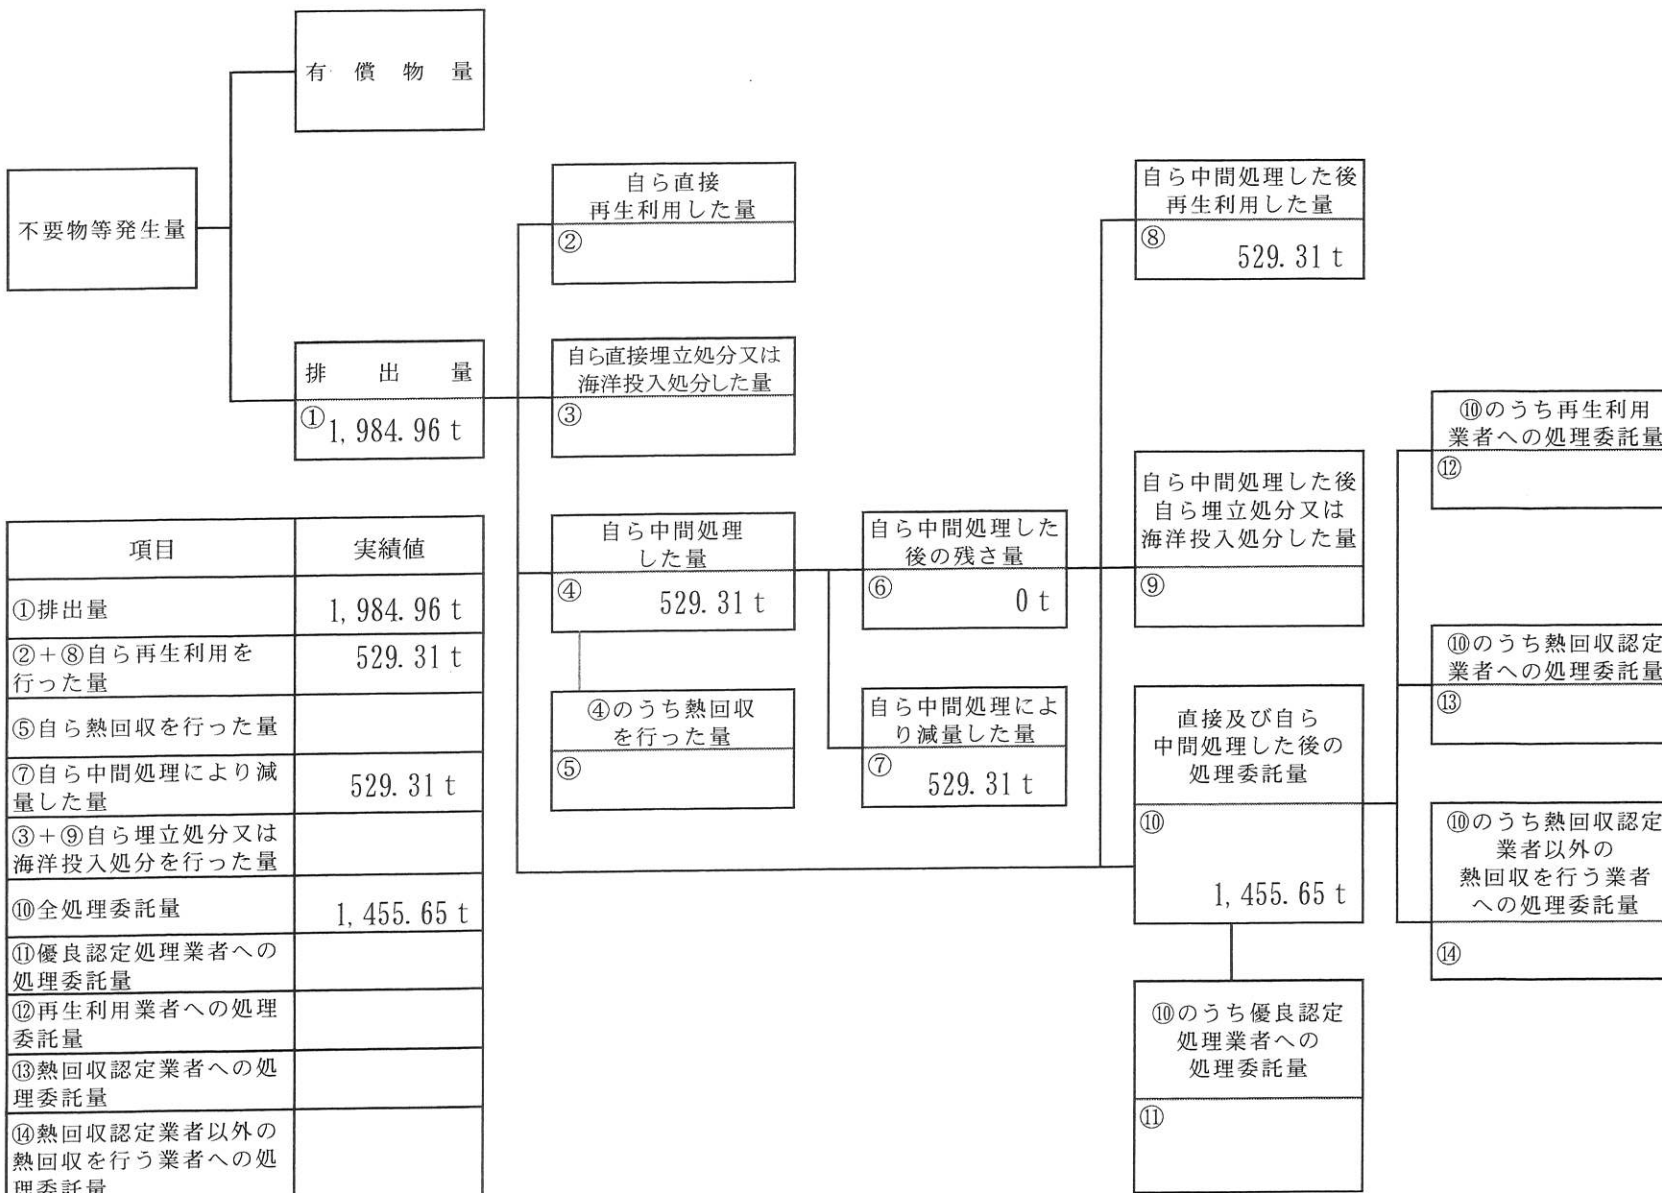 有償物量
不要物等発生量
排出量
①1,984.96 t
自ら直接
再生利用した量
②
自ら直接埋立処分又は
海洋投入処分した量
③
自ら中間処理
した量
④ 529.31 t
④のうち熱回収
を行った量
⑤
自ら中間処理した
後の残さ量
⑥ 0 t
自ら中間処理によ
り減量した量
⑦ 529.31 t
自ら中間処理した後
再生利用した量
⑧ 529.31 t
自ら中間処理した後
自ら埋立処分又は
海洋投入処分した量
⑨
直接及び自ら
中間処理した後の
処理委託量
⑩
1,455.65 t
⑩のうち優良認定
処理業者への
処理委託量
⑪
⑩のうち再生利用
業者への処理委託量
⑫
⑩のうち熱回収認定
業者への処理委託量
⑬
⑩のうち熱回収認定
業者以外の
熱回収を行う業者
への処理委託量
⑭
項目 実績値
①排出量 1,984.96 t
②+⑧自ら再生利用を 529.31 t
行った量
⑤自ら熱回収を行った量
⑦自ら中間処理により減
量した量 529.31 t
③+⑨自ら埋立処分又は
海洋投入処分を行った量
⑩全処理委託量 1,455.65 t
⑪優良認定処理業者への
処理委託量
⑫再生利用業者への処理
委託量
⑬熱回収認定業者への処
理委託量
⑭熱回収認定業者以外の
熱回収を行う業者への処
理委託量